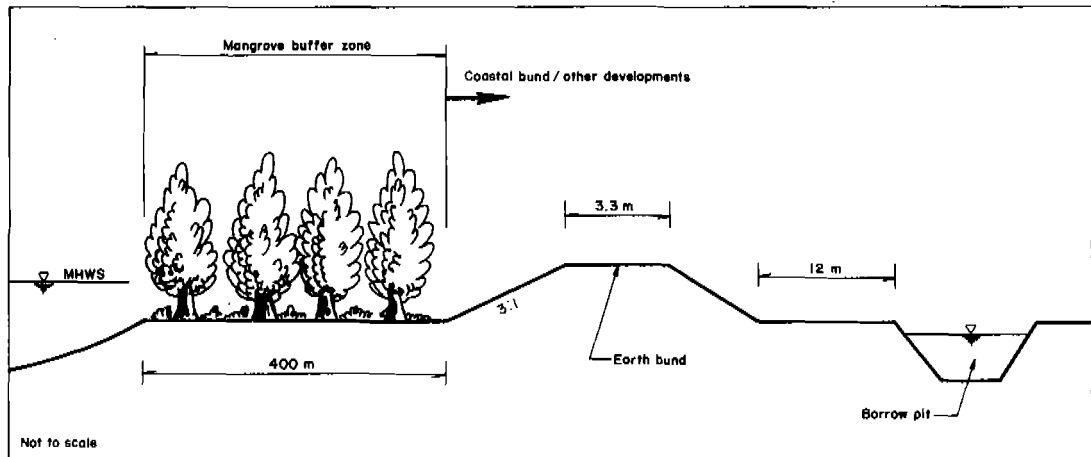 Mangrove buffer zone
Coastal bund / other developments
3.3 m
MHWS
12 m
3:1
400 m
Earth bund
Borrow pit
Not to scale